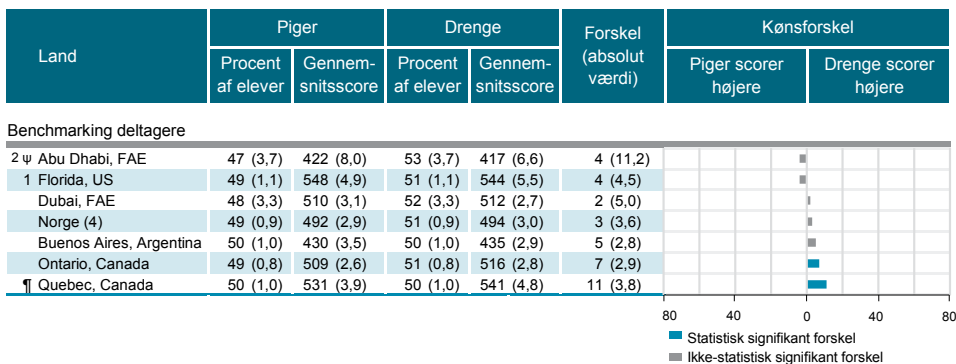 Land
Piger
Drenge
Forskel (absolut værdi)
Kønsforskel
Procent af elever
Gennem-snitsscore
Procent af elever
Gennem-snitsscore
Piger scorer højere
Drenge scorer højere
Benchmarking deltagere
2 ψ Abu Dhabi, FAE 47 (3,7) 422 (8,0) 53 (3,7) 417 (6,6) 4 (11,2)
1 Florida, US 49 (1,1) 548 (4,9) 51 (1,1) 544 (5,5) 4 (4,5)
Dubai, FAE 48 (3,3) 510 (3,1) 52 (3,3) 512 (2,7) 2 (5,0)
Norge (4) 49 (0,9) 492 (2,9) 51 (0,9) 494 (3,0) 3 (3,6)
Buenos Aires, Argentina 50 (1,0) 430 (3,5) 50 (1,0) 435 (2,9) 5 (2,8)
Ontario, Canada 49 (0,8) 509 (2,6) 51 (0,8) 516 (2,8) 7 (2,9)
¶ Quebec, Canada 50 (1,0) 531 (3,9) 50 (1,0) 541 (4,8) 11 (3,8)
80 40 0 40 80
Statistisk signifikant forskel
Ikke-statistisk signifikant forskel